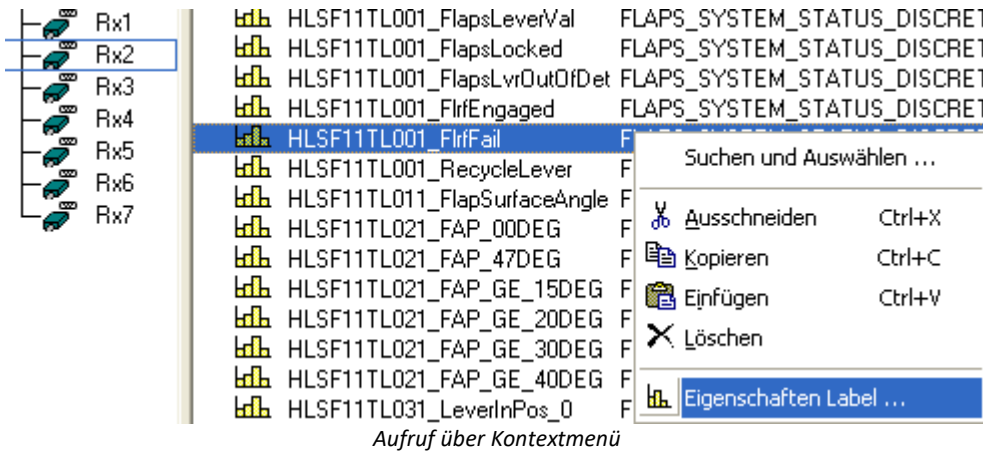 Rx1
Rx2
Rx3
Rx4
Rx5
Rx6
Rx7
HLSF11TL001_FlapsLeverVal FLAPS_SYSTEM_STATUS_DISCRET
HLSF11TL001_FlapsLocked FLAPS_SYSTEM_STATUS_DISCRET
HLSF11TL001_FlapsLvrOutOfDet FLAPS_SYSTEM_STATUS_DISCRET
HLSF11TL001_FlrfEngaged FLAPS_SYSTEM_STATUS_DISCRET
HLSF11TL001_FlrfFail F
HLSF11TL001_RecycleLever F
HLSF11TL011_FlapSurfaceAngle F
HLSF11TL021_FAP_00DEG F
HLSF11TL021_FAP_47DEG F
HLSF11TL021_FAP_GE_15DEG F
HLSF11TL021_FAP_GE_20DEG F
HLSF11TL021_FAP_GE_30DEG F
HLSF11TL021_FAP_GE_40DEG F
HLSF11TL031_LeverInPos_0 F
Suchen und Auswählen ...
Ausschneiden Ctrl+X
Kopieren Ctrl+C
Einfügen Ctrl+V
Löschen
Eigenschaften Label ...
Aufruf über Kontextmenü